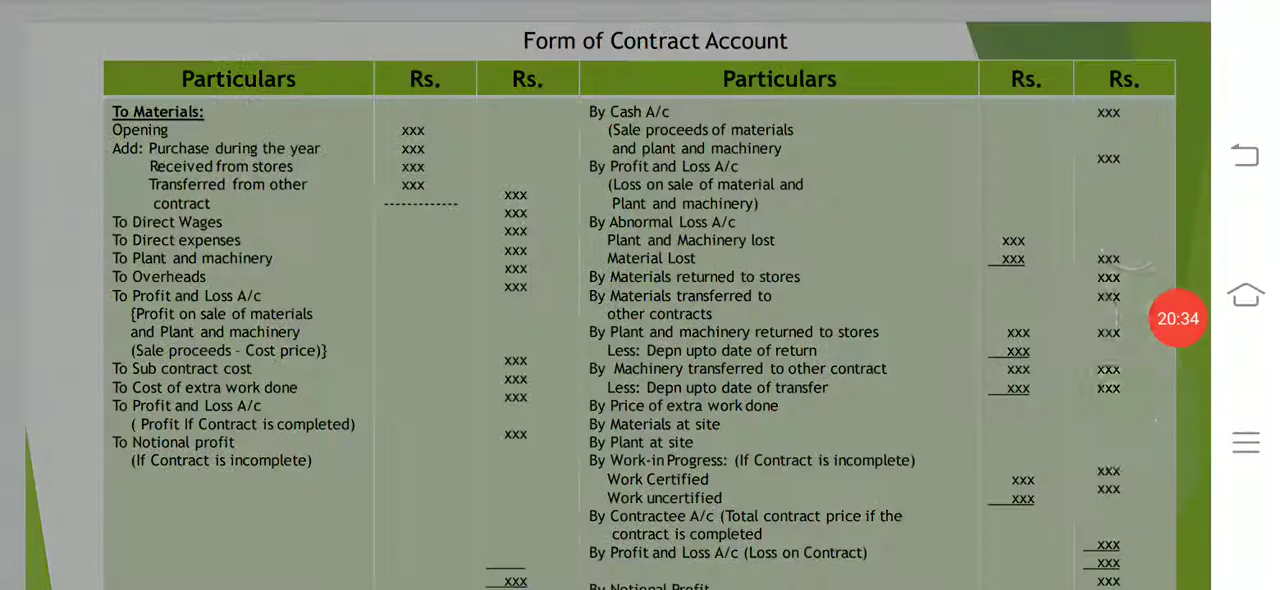 Form of Contract Account
Particulars Rs. Rs. Particulars Rs. Rs.
To Materials:
Opening xxx
Add: Purchase during the year xxx
Received from stores xxx
Transferred from other xxx
contract ------------- xxx
To Direct Wages xxx
To Direct expenses xxx
To Plant and machinery xxx
To Overheads xxx
To Profit and Loss A/c xxx
{Profit on sale of materials
and Plant and machinery
(Sale proceeds – Cost price)}
To Sub contract cost xxx
To Cost of extra work done xxx
To Profit and Loss A/c xxx
( Profit If Contract is completed)
To Notional profit xxx
(If Contract is incomplete)
xxx
By Cash A/c xxx
(Sale proceeds of materials
and plant and machinery
By Profit and Loss A/c xxx
(Loss on sale of material and
Plant and machinery)
By Abnormal Loss A/c
Plant and Machinery lost xxx
Material Lost xxx xxx
By Materials returned to stores xxx
By Materials transferred to xxx
other contracts
By Plant and machinery returned to stores xxx xxx
Less: Depn upto date of return xxx
By Machinery transferred to other contract xxx xxx
Less: Depn upto date of transfer xxx xxx
By Price of extra work done
By Materials at site
By Plant at site
By Work-in Progress: (If Contract is incomplete) xxx
Work Certified xxx xxx
Work uncertified xxx
By Contractee A/c (Total contract price if the
contract is completed xxx
By Profit and Loss A/c (Loss on Contract) xxx
By Notional Profit xxx
20:34